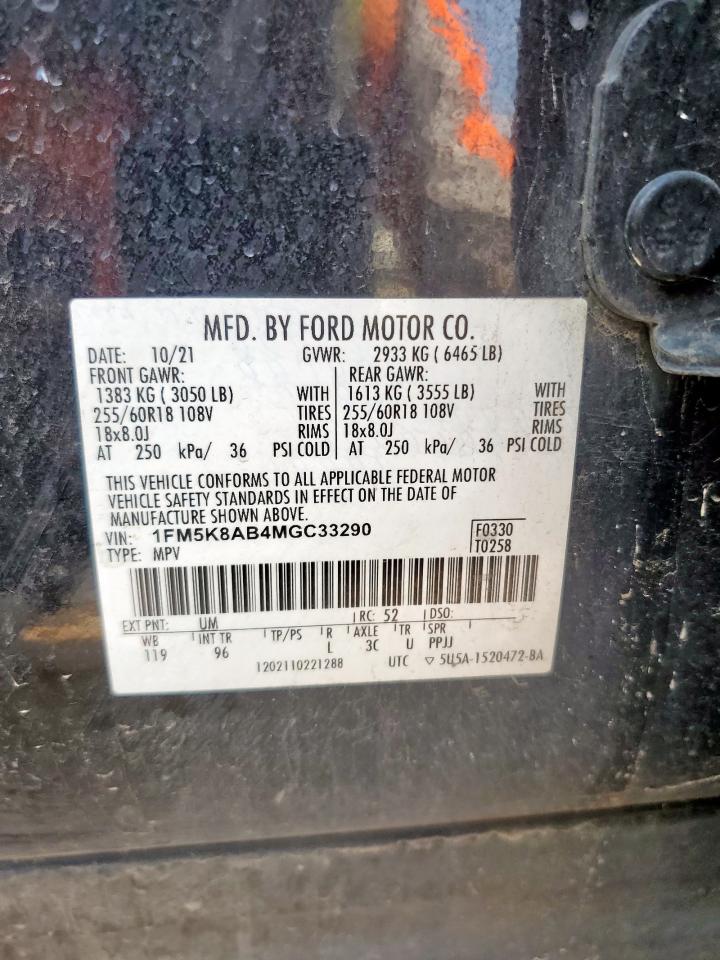 MFD. BY FORD MOTOR CO.
DATE: 10/21 GVWR: 2933 KG ( 6465 LB)
FRONT GAWR: REAR GAWR:
1383 KG ( 3050 LB) WITH 1613 KG ( 3555 LB) WITH
255/60R18 108V TIRES 255/60R18 108V TIRES
18x8.0J RIMS 18x8.0J RIMS
AT 250 kPa/ 36 PSI COLD AT 250 kPa/ 36 PSI COLD
THIS VEHICLE CONFORMS TO ALL APPLICABLE FEDERAL MOTOR
VEHICLE SAFETY STANDARDS IN EFFECT ON THE DATE OF
MANUFACTURE SHOWN ABOVE.
VIN: 1FM5K8AB4MGC33290 F0330
TYPE: MPV T0258
EXT PNT: UM RC: 52 DSO:
WB INT TR TP/PS R AXLE TR SPR
119 96 L 3C U PPJJ
1202110221288 UTC ▽ 5U5A-1520472-BA